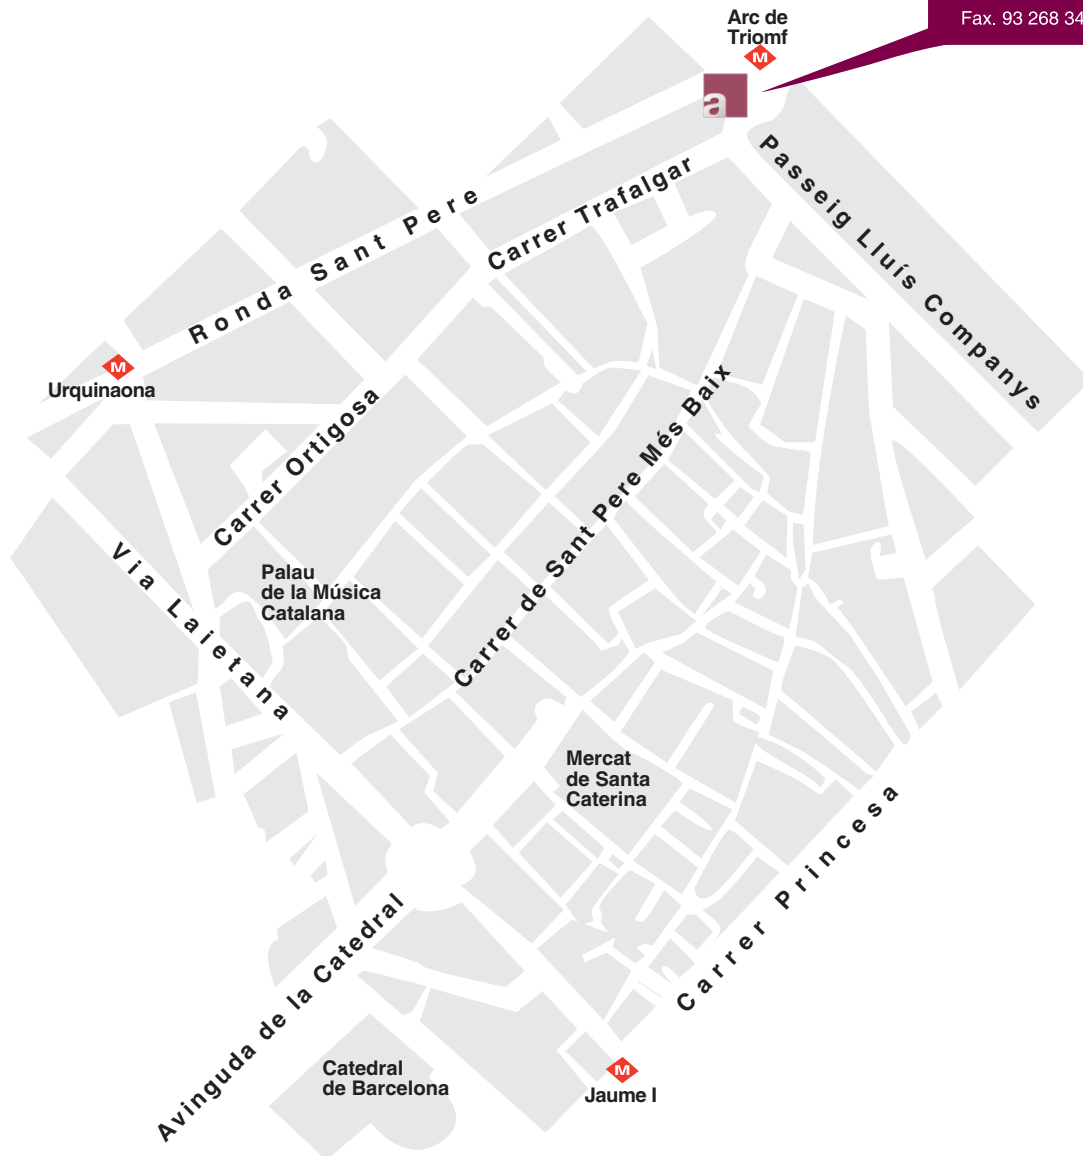 Fax. 93 268 34
Arc de
Triomf
M
a
Passeig Lluís Companys
Carrer Trafalgar
Ronda Sant Pere
M
Urquinaona
Carrer Ortigosa
Carrer de Sant Pere Més Baix
Via Laietana
Palau
de la Música
Catalana
Mercat
de Santa
Caterina
Carrer Princesa
Avinguda de la Catedral
Catedral
de Barcelona
M
Jaume I